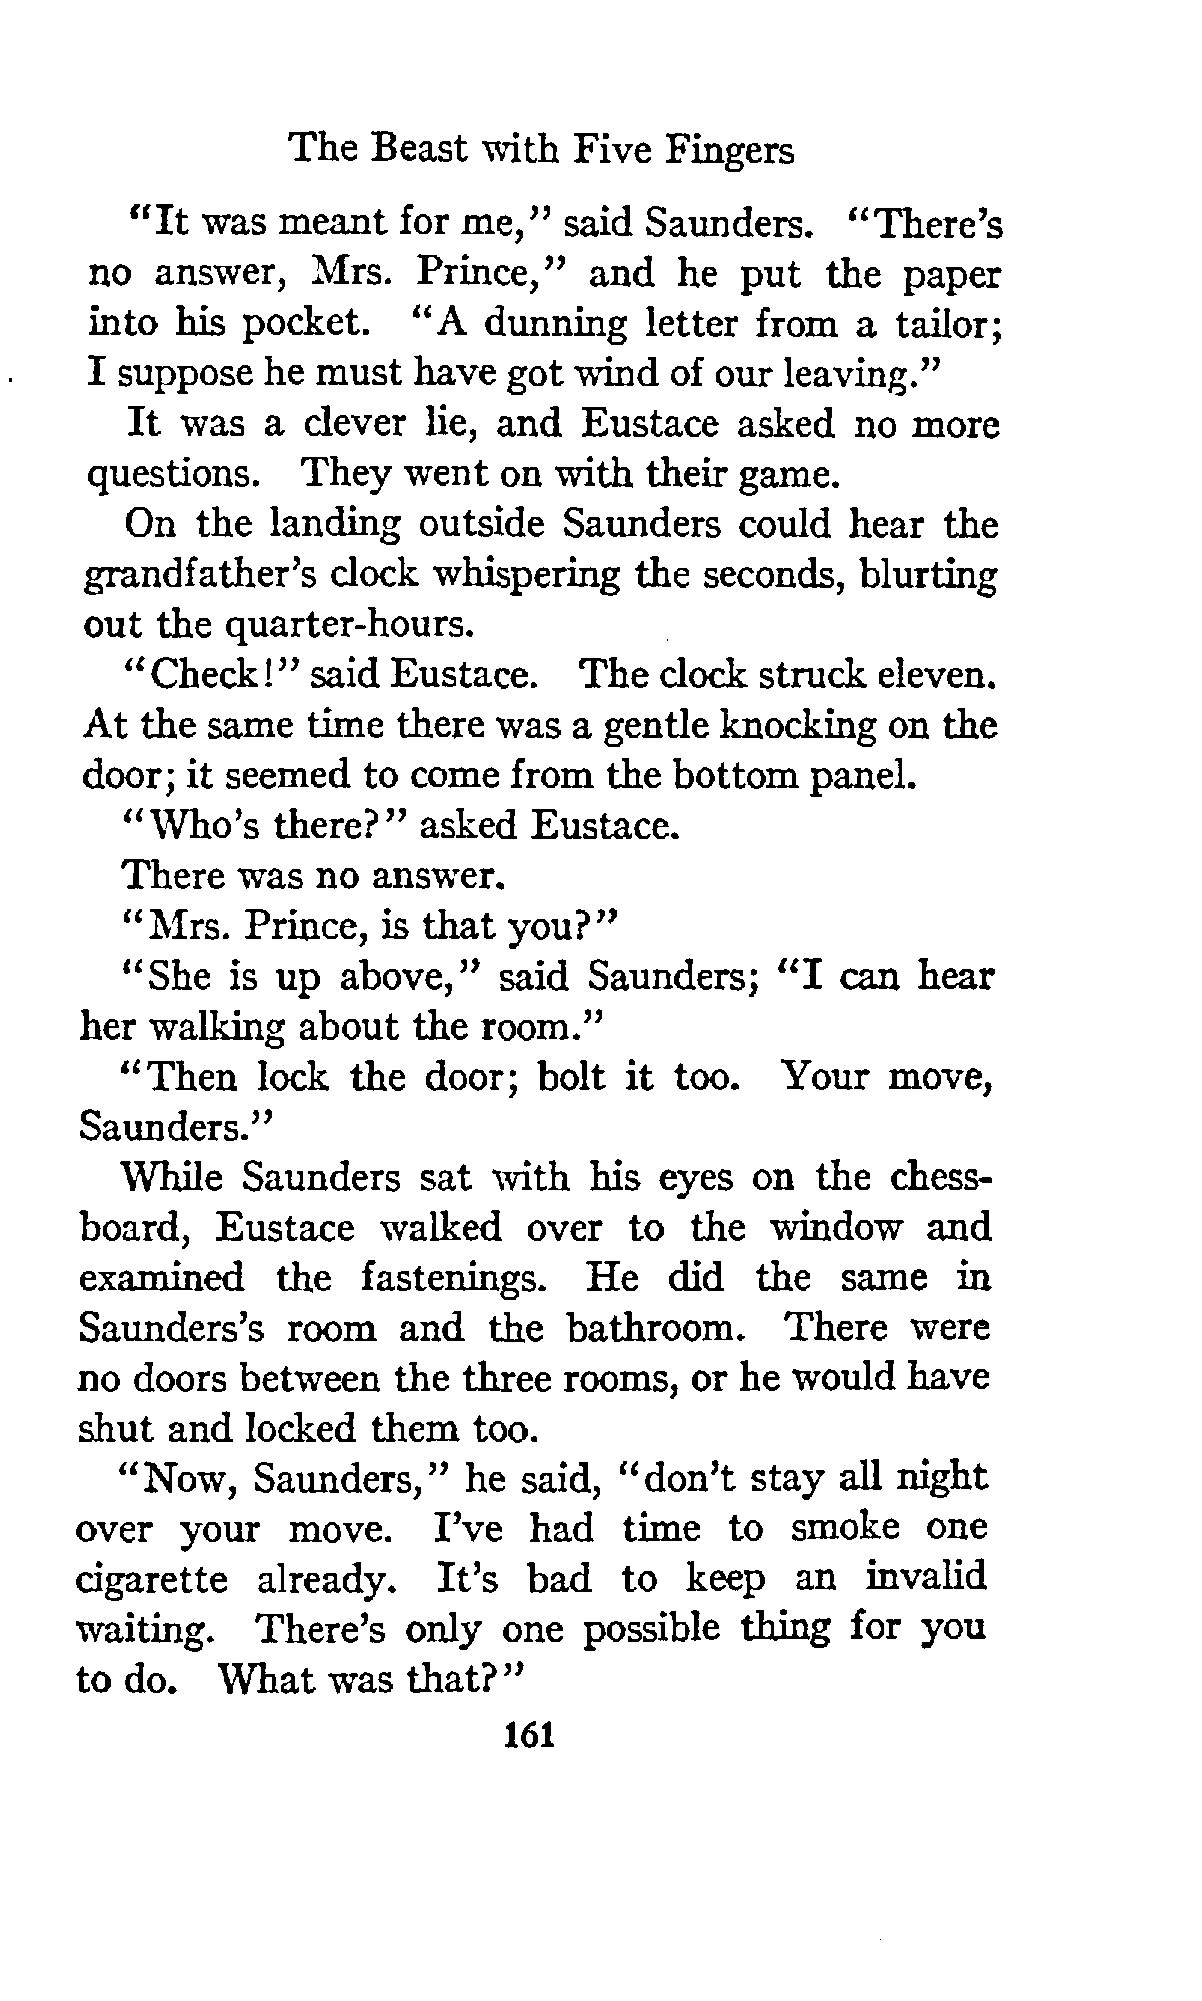 The Beast with Five Fingers
"It was meant for me," said Saunders. "There's
no answer, Mrs. Prince," and he put the paper
into his pocket. "A dunning letter from a tailor;
I suppose he must have got wind of our leaving."
It was a clever lie, and Eustace asked no more
questions. They went on with their game.
On the landing outside Saunders could hear the
grandfather's clock whispering the seconds, blurting
out the quarter-hours.
"Check!" said Eustace. The clock struck eleven.
At the same time there was a gentle knocking on the
door; it seemed to come from the bottom panel.
"Who's there?" asked Eustace.
There was no answer.
"Mrs. Prince, is that you?"
"She is up above," said Saunders; "I can hear
her walking about the room."
"Then lock the door; bolt it too. Your move,
Saunders."
While Saunders sat with his eyes on the chess-
board, Eustace walked over to the window and
examined the fastenings. He did the same in
Saunders's room and the bathroom. There were
no doors between the three rooms, or he would have
shut and locked them too.
"Now, Saunders," he said, "don't stay all night
over your move. I've had time to smoke one
cigarette already. It's bad to keep an invalid
waiting. There's only one possible thing for you
to do. What was that?"
161